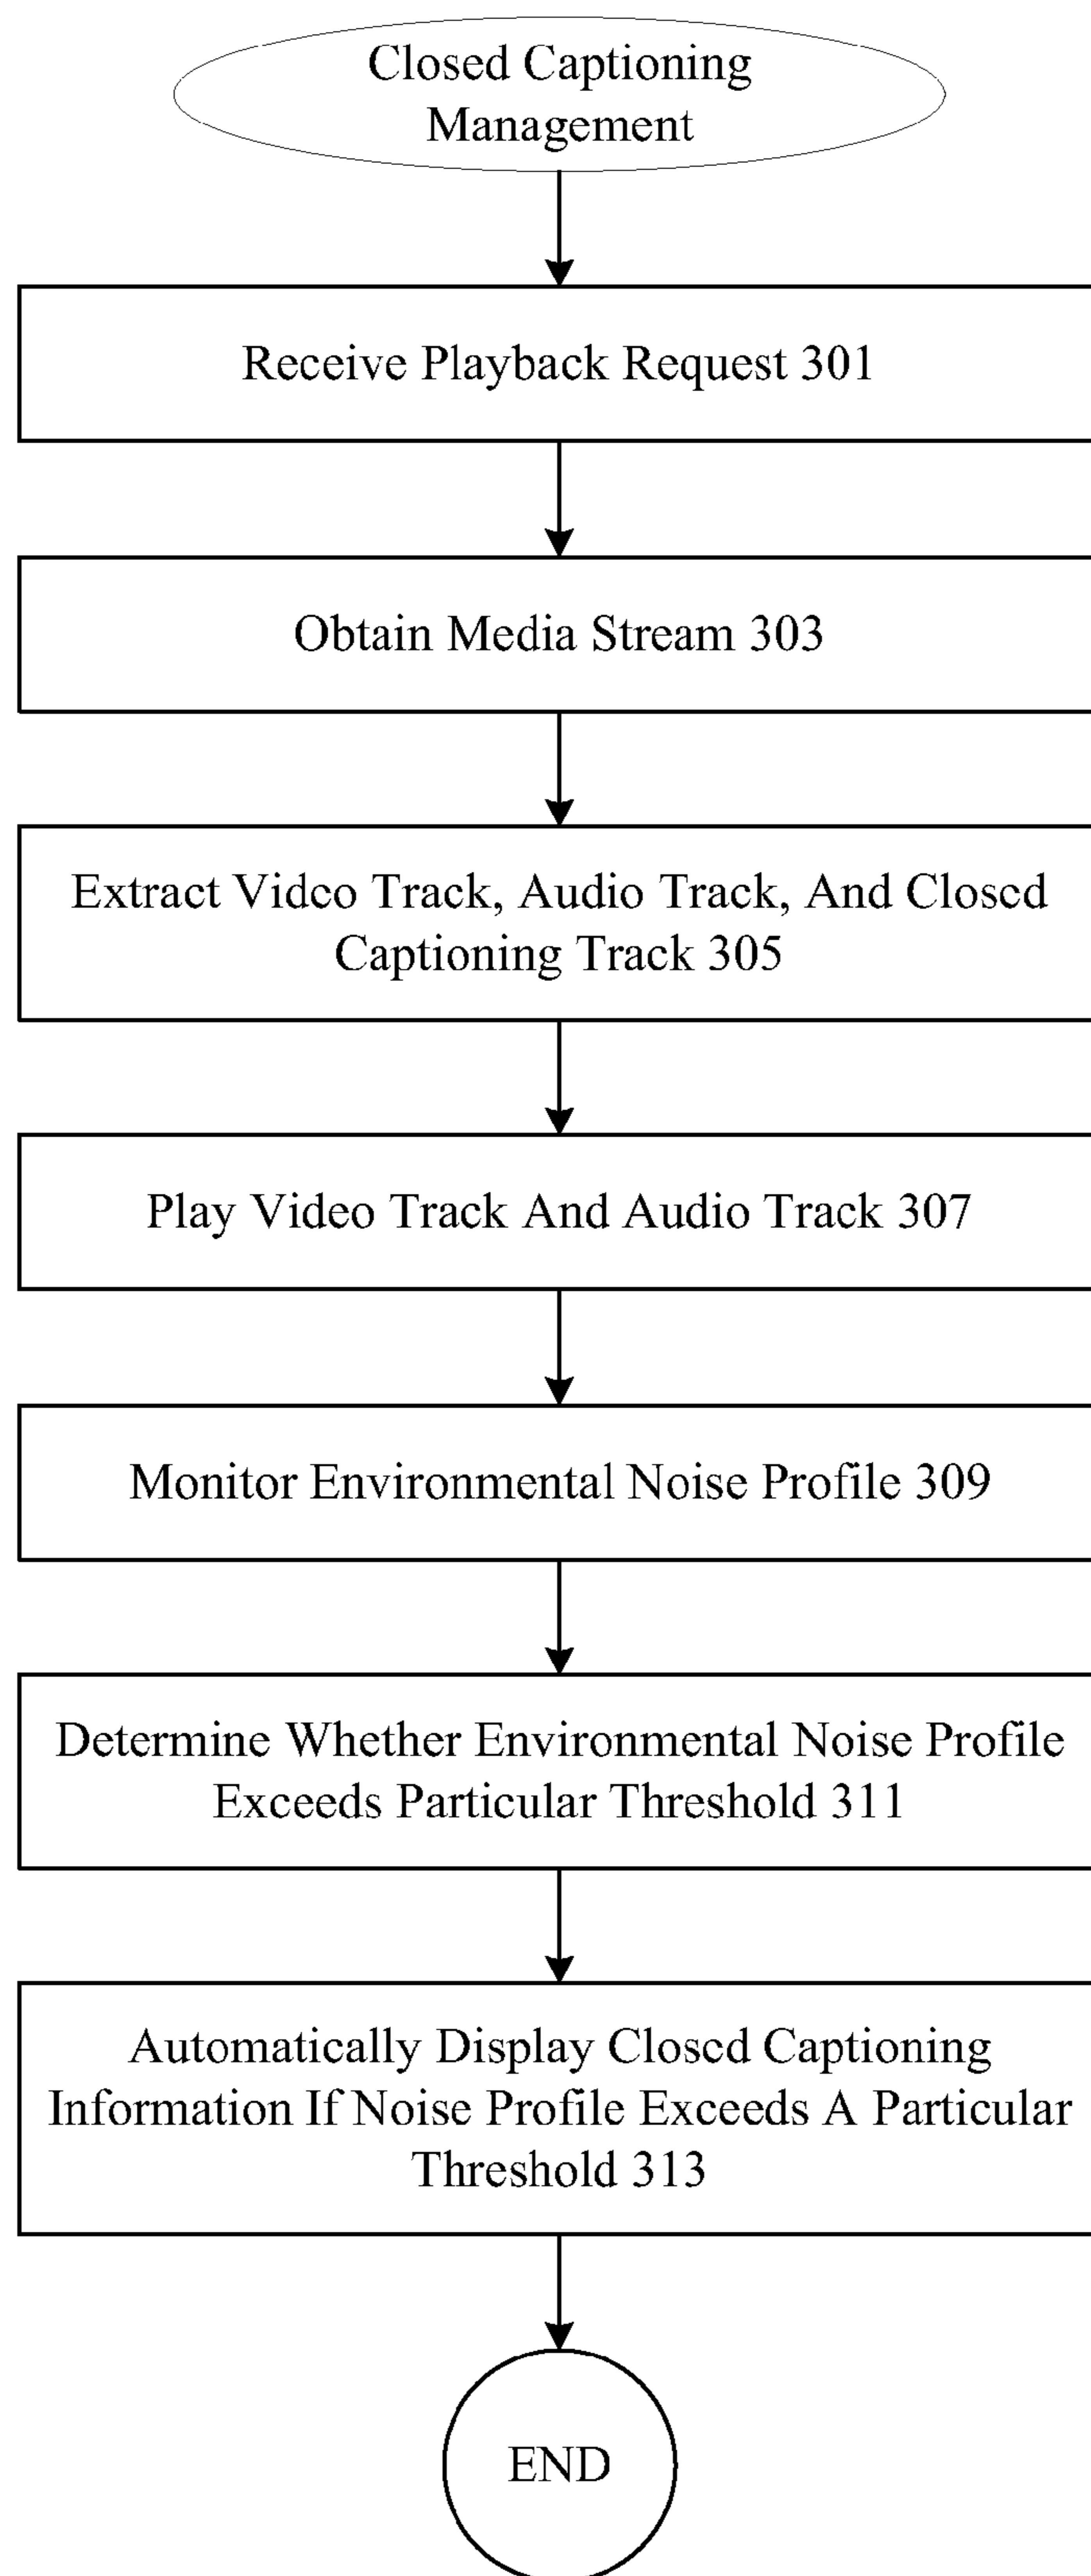 Closed Captioning
Management
Receive Playback Request 301
Obtain Media Stream 303
Extract Video Track, Audio Track, And Closed
Captioning Track 305
Play Video Track And Audio Track 307
Monitor Environmental Noise Profile 309
Determine Whether Environmental Noise Profile
Exceeds Particular Threshold 311
Automatically Display Closed Captioning
Information If Noise Profile Exceeds A Particular
Threshold 313
END